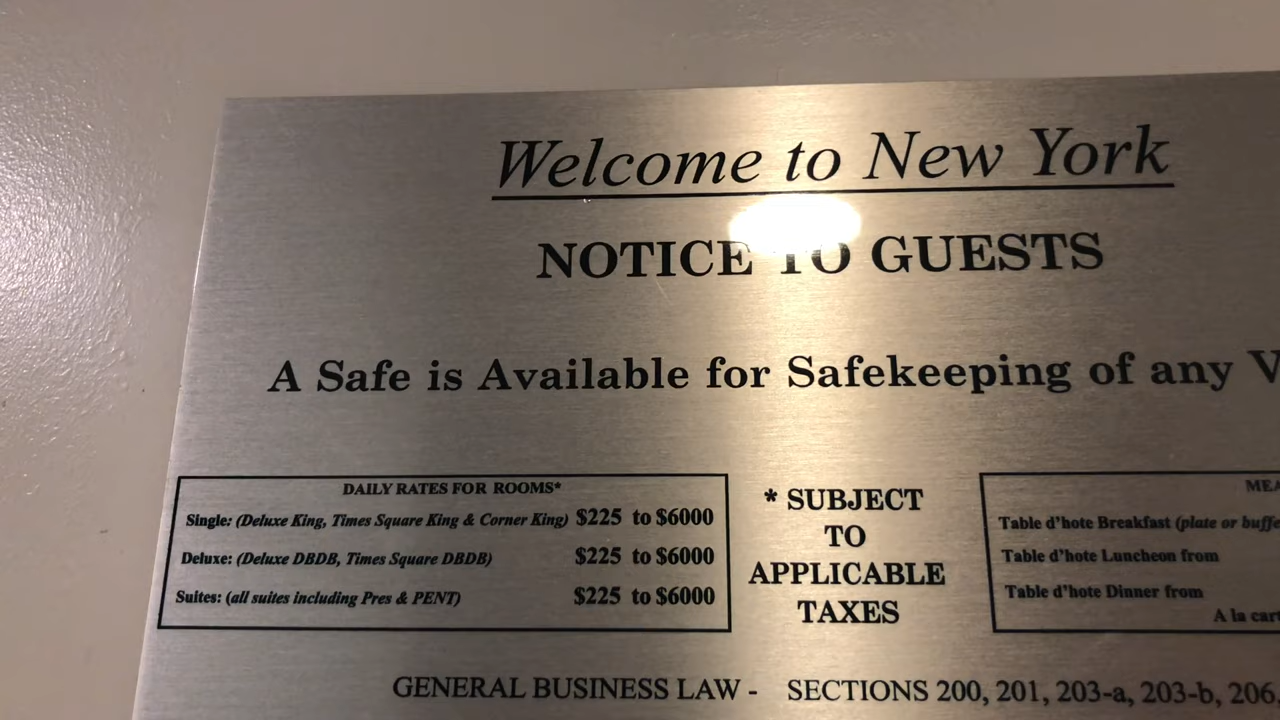 Welcome to New York
NOTICE TO GUESTS
A Safe is Available for Safekeeping of any
DAILY RATES FOR ROOMS*
Single: (Deluxe King, Times Square King & Corner King) $225 to $6000
Deluxe: (Deluxe DBDB, Times Square DBDB) $225 to $6000
Suites: (all suites including Pres & PENT) $225 to $6000
* SUBJECT
TO
APPLICABLE
TAXES
Table d'hote Breakfast (plate or
Table d'hote Luncheon from
Table d'hote Dinner from
A la
GENERAL BUSINESS LAW - SECTIONS 200, 201, 203-a, 203-b, 206,